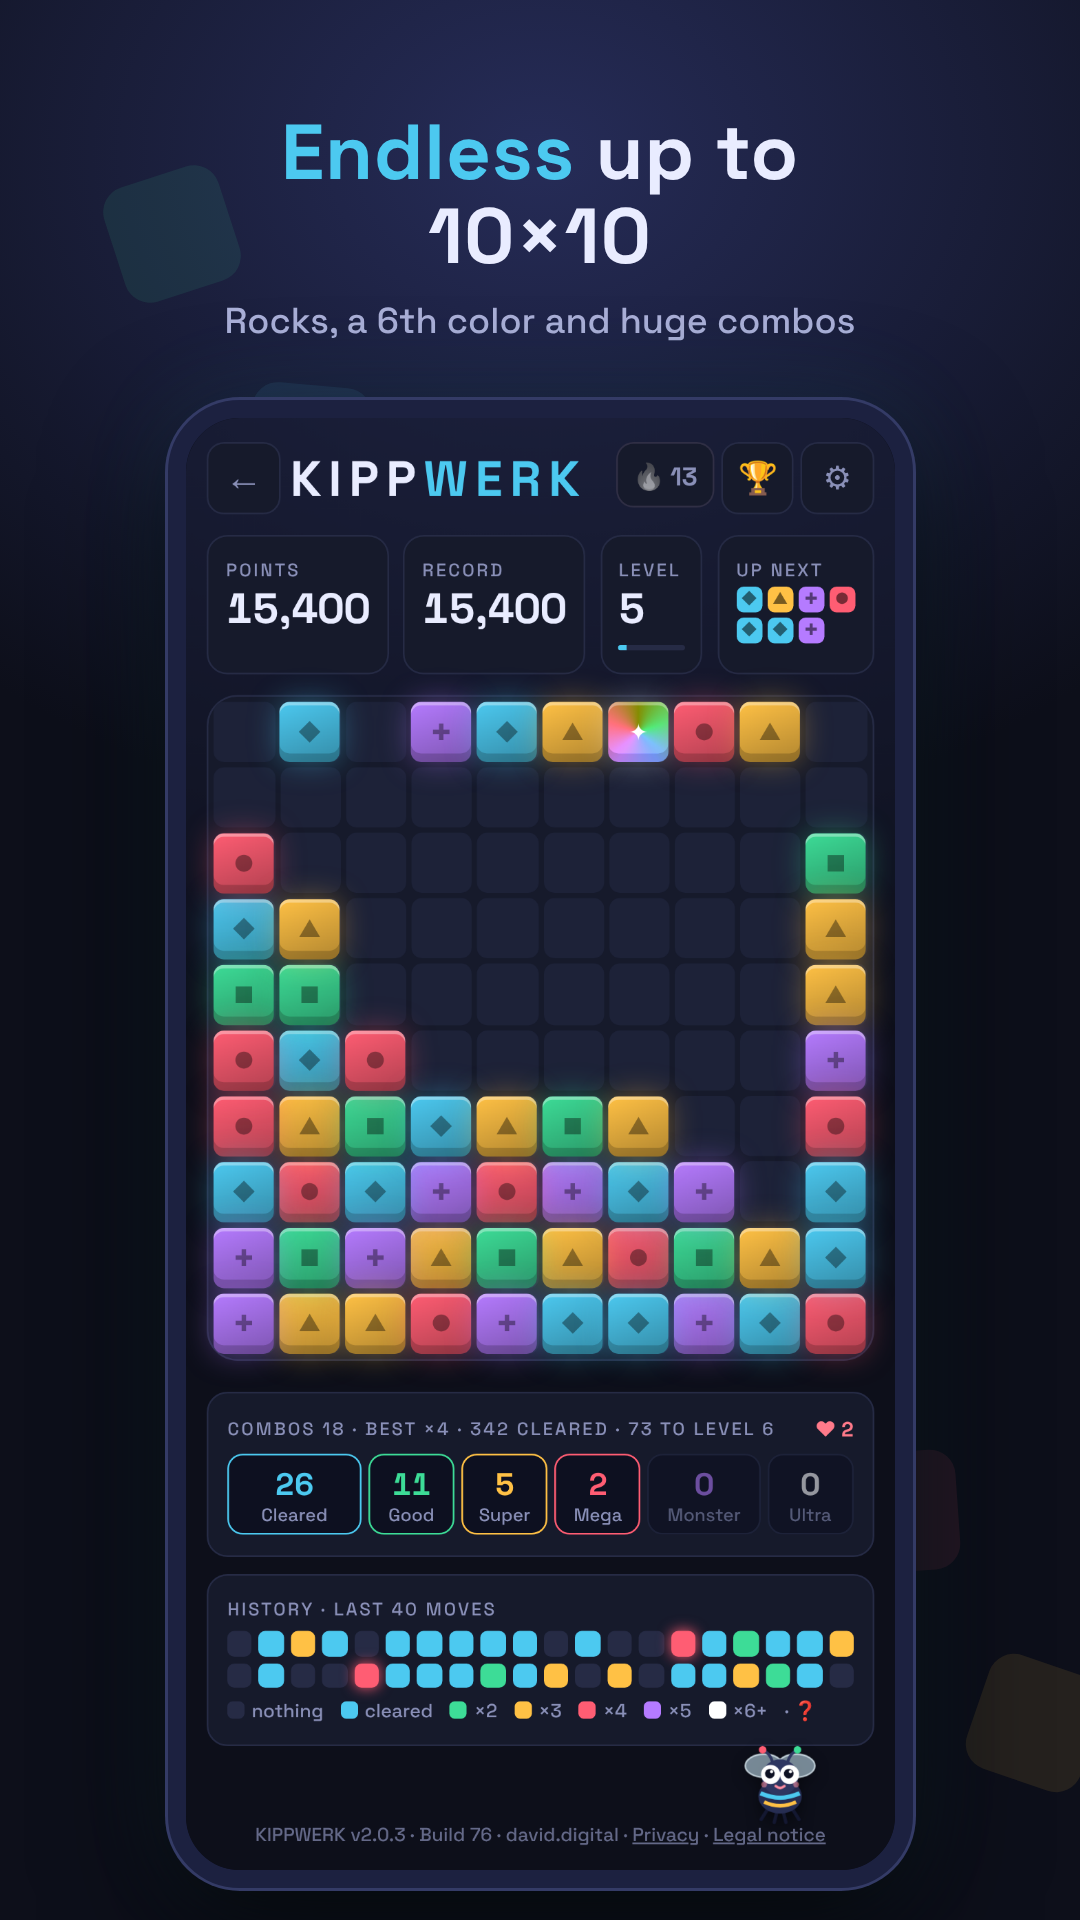 Endless up to
10×10
Rocks, a 6th color and huge combos
← KIPPWERK 🔥 13 🏆 ⚙
POINTS RECORD LEVEL UP NEXT
15,400 15,400 5
COMBOS 18 · BEST ×4 · 342 CLEARED · 73 TO LEVEL 6 ♥ 2
26 11 5 2 0 0
Cleared Good Super Mega Monster Ultra
HISTORY · LAST 40 MOVES
nothing cleared ×2 ×3 ×4 ×5 ×6+ · ❓
KIPPWERK v2.0.3 · Build 76 · david.digital · Privacy · Legal notice